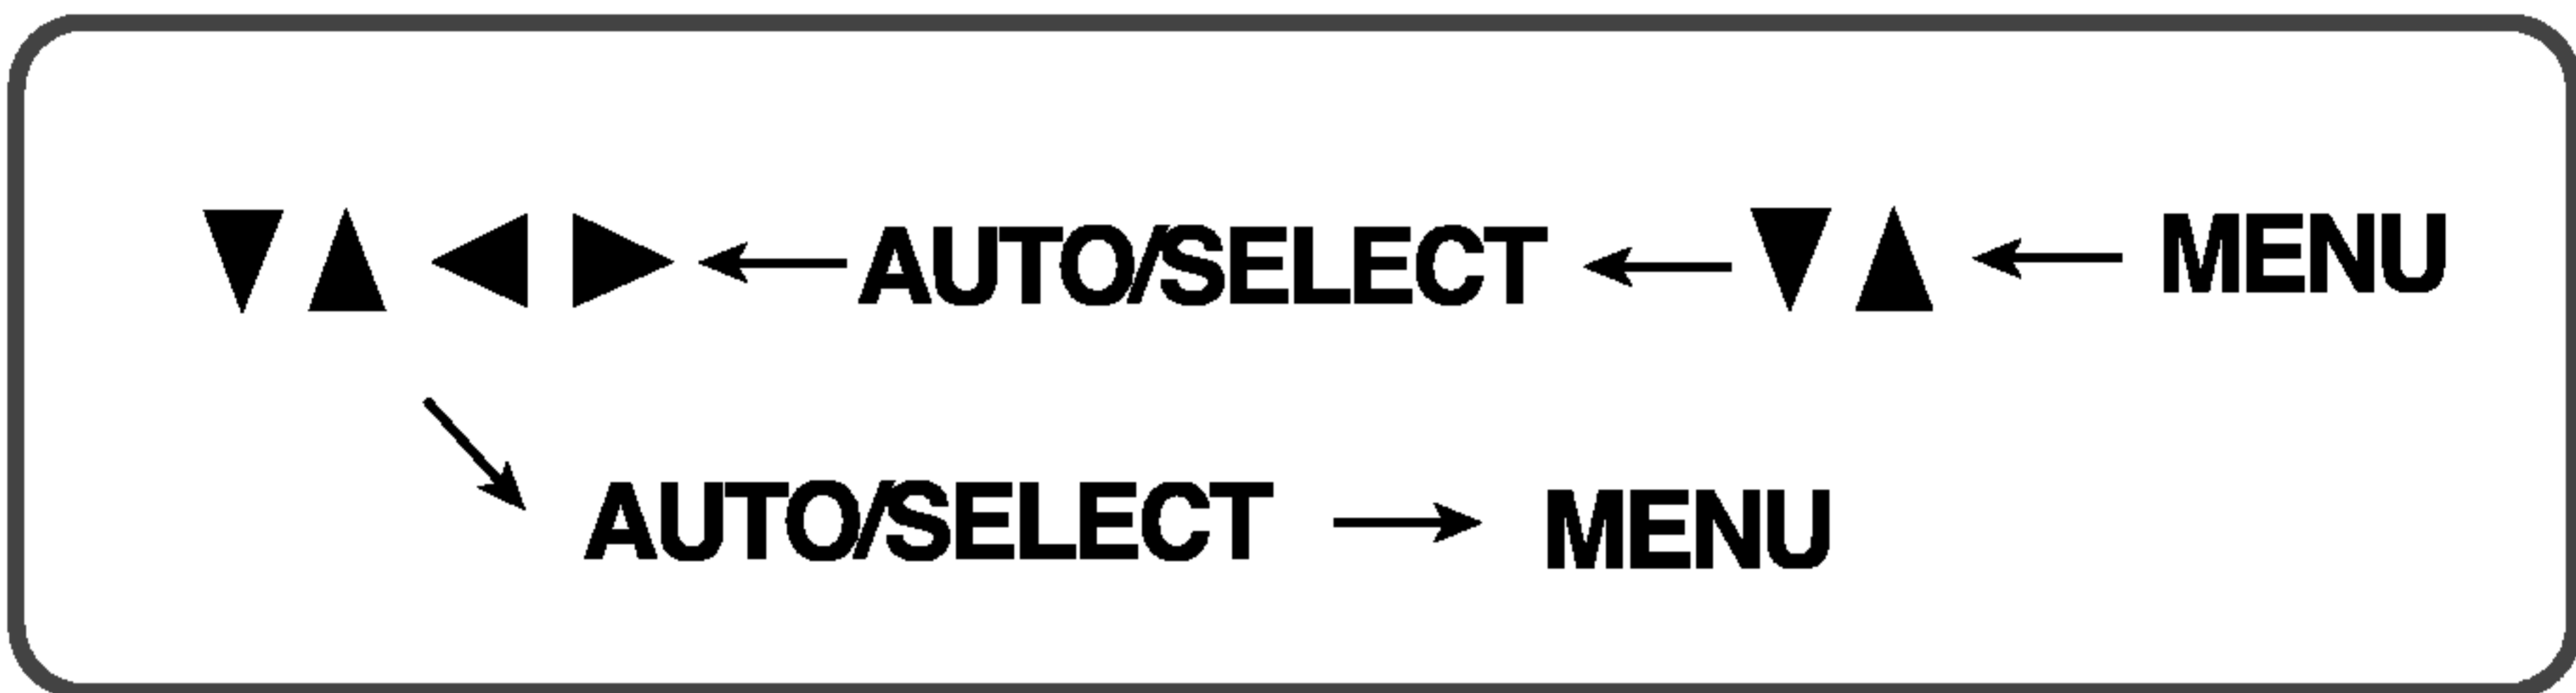 ▼ ▲ ◀ ▶ ← AUTO/SELECT ← ▼ ▲ ← MENU
↘ AUTO/SELECT → MENU